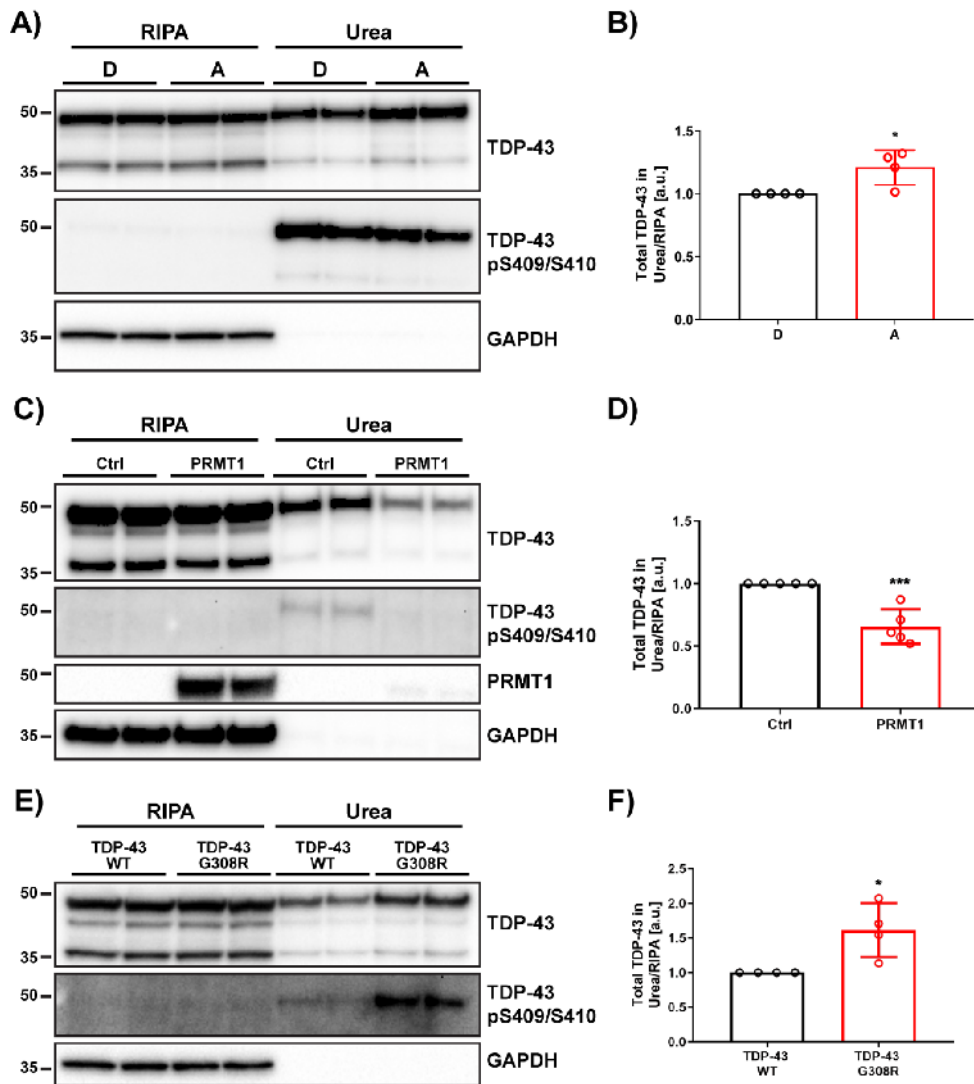 A)
RIPA
Urea
D
A
D
A
50
35
TDP-43
50
TDP-43
pS409/S410
35
GAPDH
B)
Total TDP-43 in
Urea/RIPA [a.u.]
1.5
1.0
0.5
0.0
*
D
A
C)
RIPA
Urea
Ctrl
PRMT1
Ctrl
PRMT1
50
35
TDP-43
50
TDP-43
pS409/S410
50
PRMT1
35
GAPDH
D)
Total TDP-43 in
Urea/RIPA [a.u.]
1.5
1.0
0.5
0.0
***
Ctrl
PRMT1
E)
RIPA
Urea
TDP-43
WT
TDP-43
G308R
TDP-43
WT
TDP-43
G308R
50
35
TDP-43
50
TDP-43
pS409/S410
35
GAPDH
F)
Total TDP-43 in
Urea/RIPA [a.u.]
2.5
2.0
1.5
1.0
0.5
0.0
*
TDP-43
WT
TDP-43
G308R